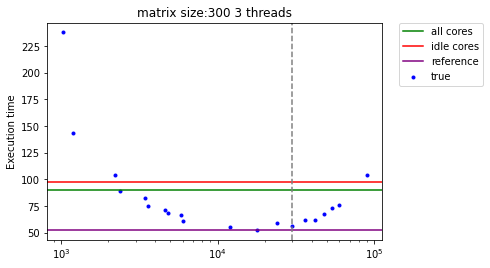 matrix size:300 3 threads
all cores
idle cores
reference
true
Execution time
225
200
175
150
125
100
75
50
10³
10⁴
10⁵